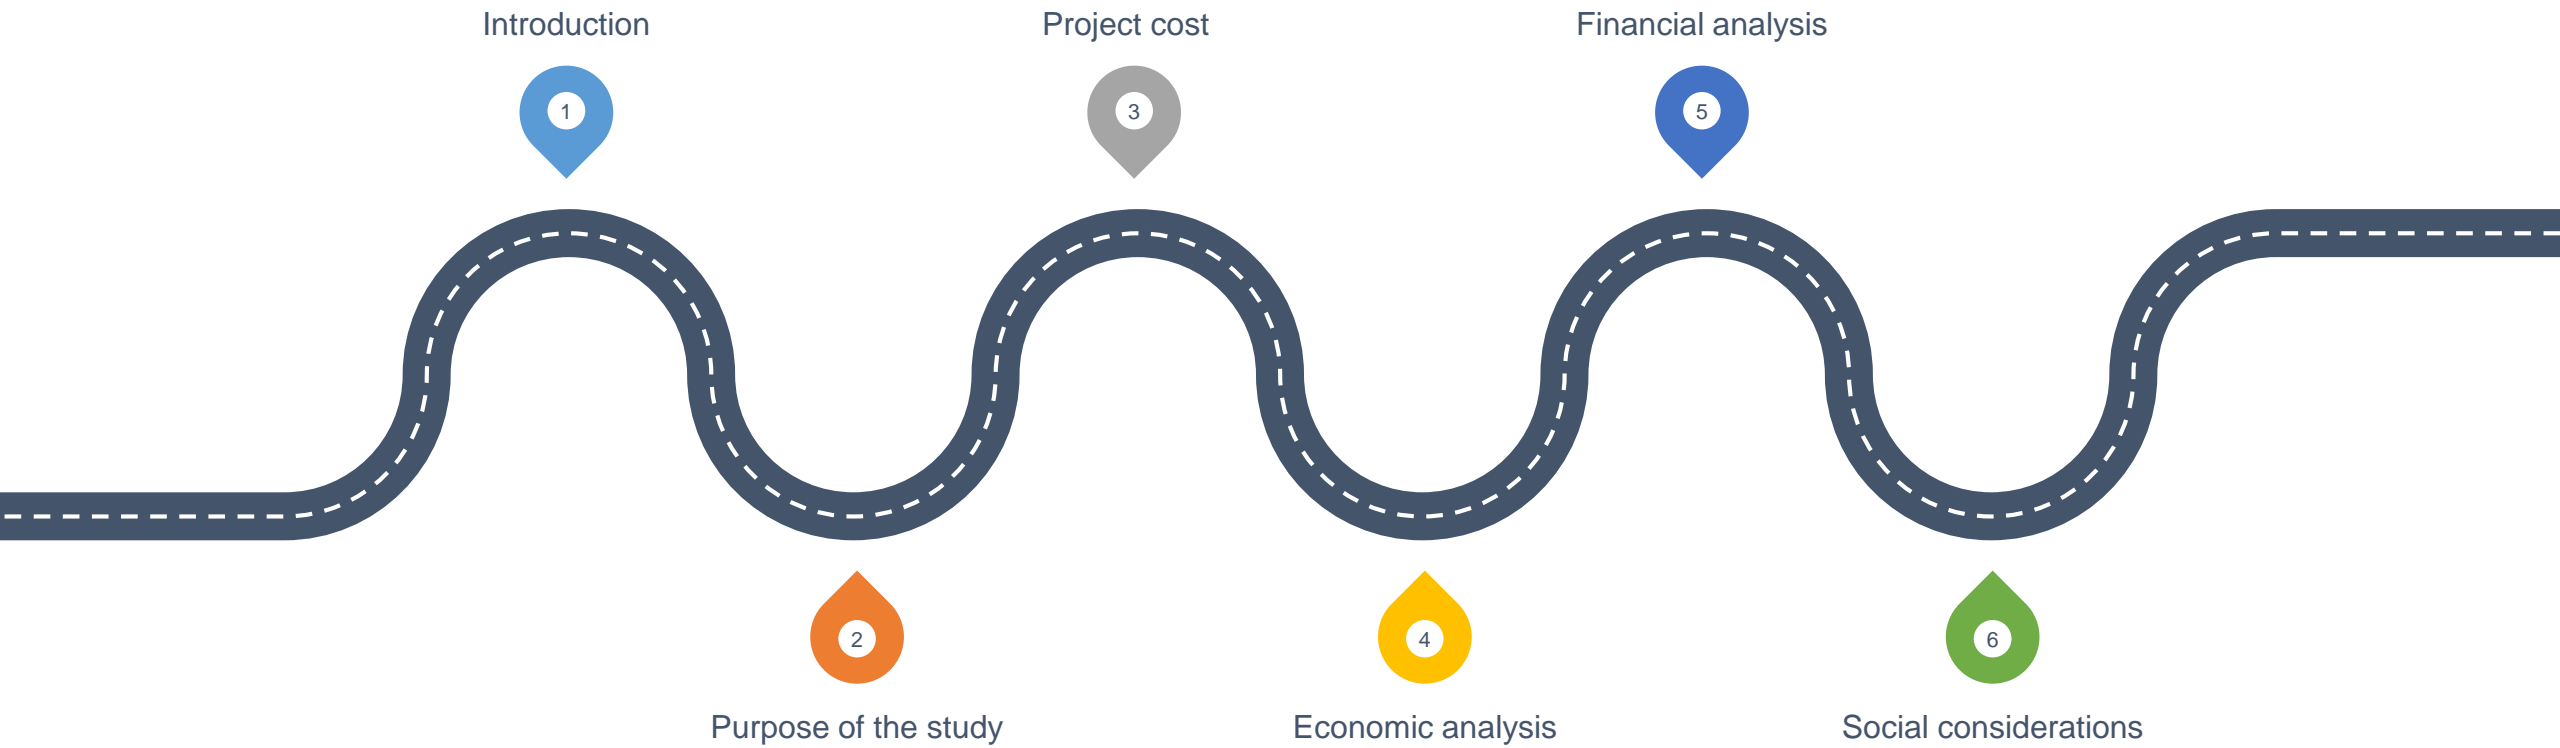 Introduction
1
Purpose of the study
2
Project cost
3
Economic analysis
4
Financial analysis
5
Social considerations
6